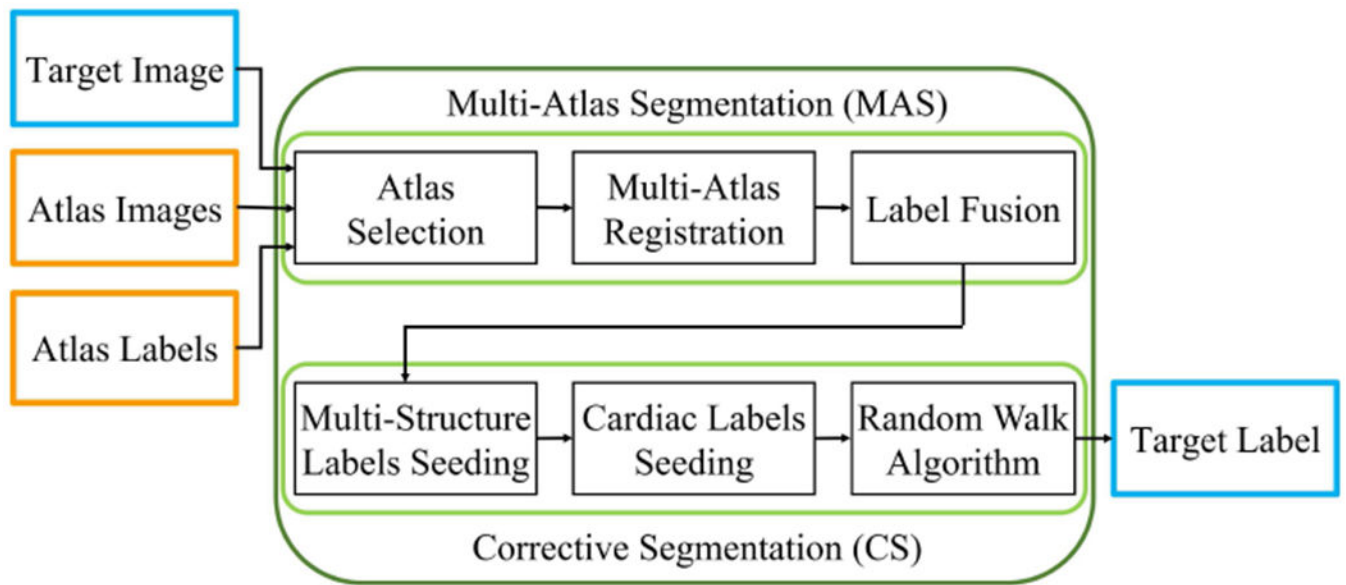 Target Image
Multi-Atlas Segmentation (MAS)
Atlas Images
Atlas
Selection
Multi-Atlas
Registration
Label Fusion
Atlas Labels
Multi-Structure
Labels Seeding
Cardiac Labels
Seeding
Random Walk
Algorithm
Target Label
Corrective Segmentation (CS)